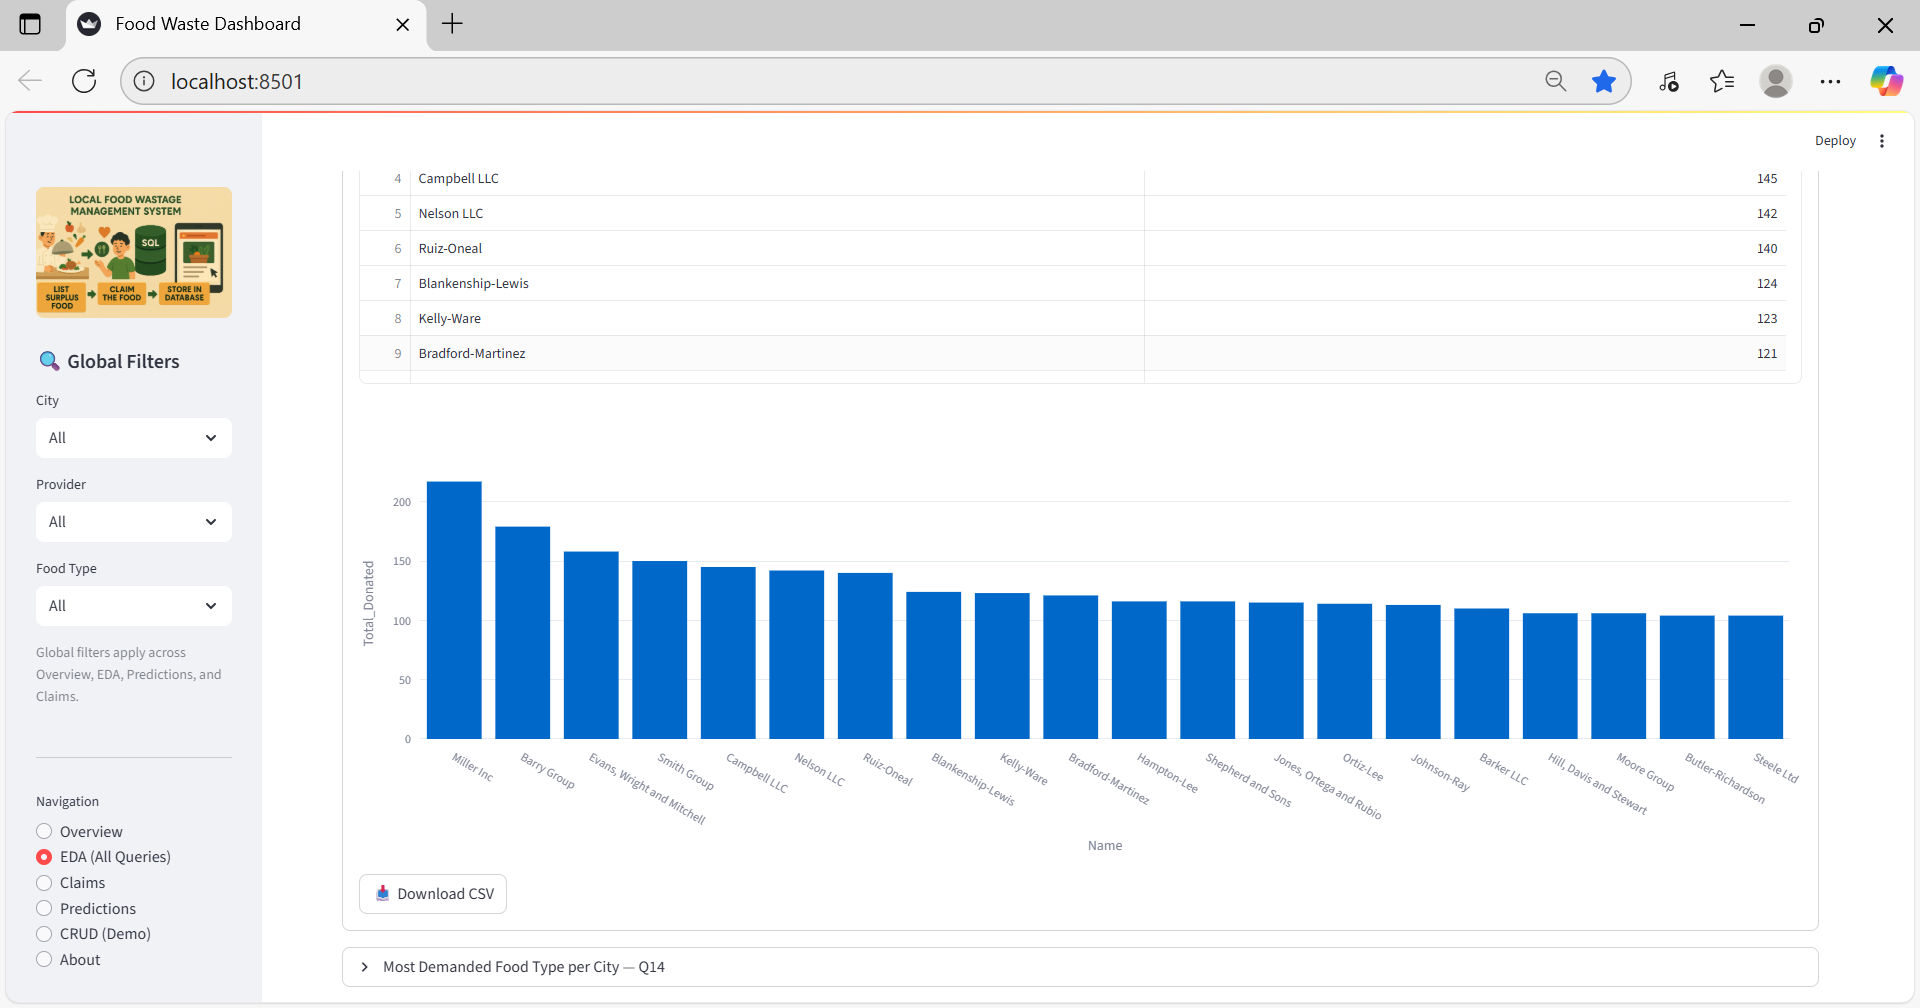 Food Waste Dashboard
localhost:8501
Deploy
LOCAL FOOD WASTAGE
MANAGEMENT SYSTEM
SQL
LIST
SURPLUS
FOOD
CLAIM
THE FOOD
STORE IN
DATABASE
Global Filters
City
All
Provider
All
Food Type
All
Global filters apply across
Overview, EDA, Predictions, and
Claims.
Navigation
Overview
EDA (All Queries)
Claims
Predictions
CRUD (Demo)
About
4 Campbell LLC 145
5 Nelson LLC 142
6 Ruiz-Oneal 140
7 Blankenship-Lewis 124
8 Kelly-Ware 123
9 Bradford-Martinez 121
Total_Donated
200
150
100
50
0
Miller Inc
Barry Group
Evans, Wright and Mitchell
Smith Group
Campbell LLC
Nelson LLC
Ruiz-Oneal
Blankenship-Lewis
Kelly-Ware
Bradford-Martinez
Hampton-Lee
Shepherd and Sons
Jones, Ortega and Rubio
Ortiz-Lee
Johnson-Ray
Barker LLC
Hill, Davis and Stewart
Moore Group
Butler-Richardson
Steele Ltd
Name
Download CSV
Most Demanded Food Type per City — Q14